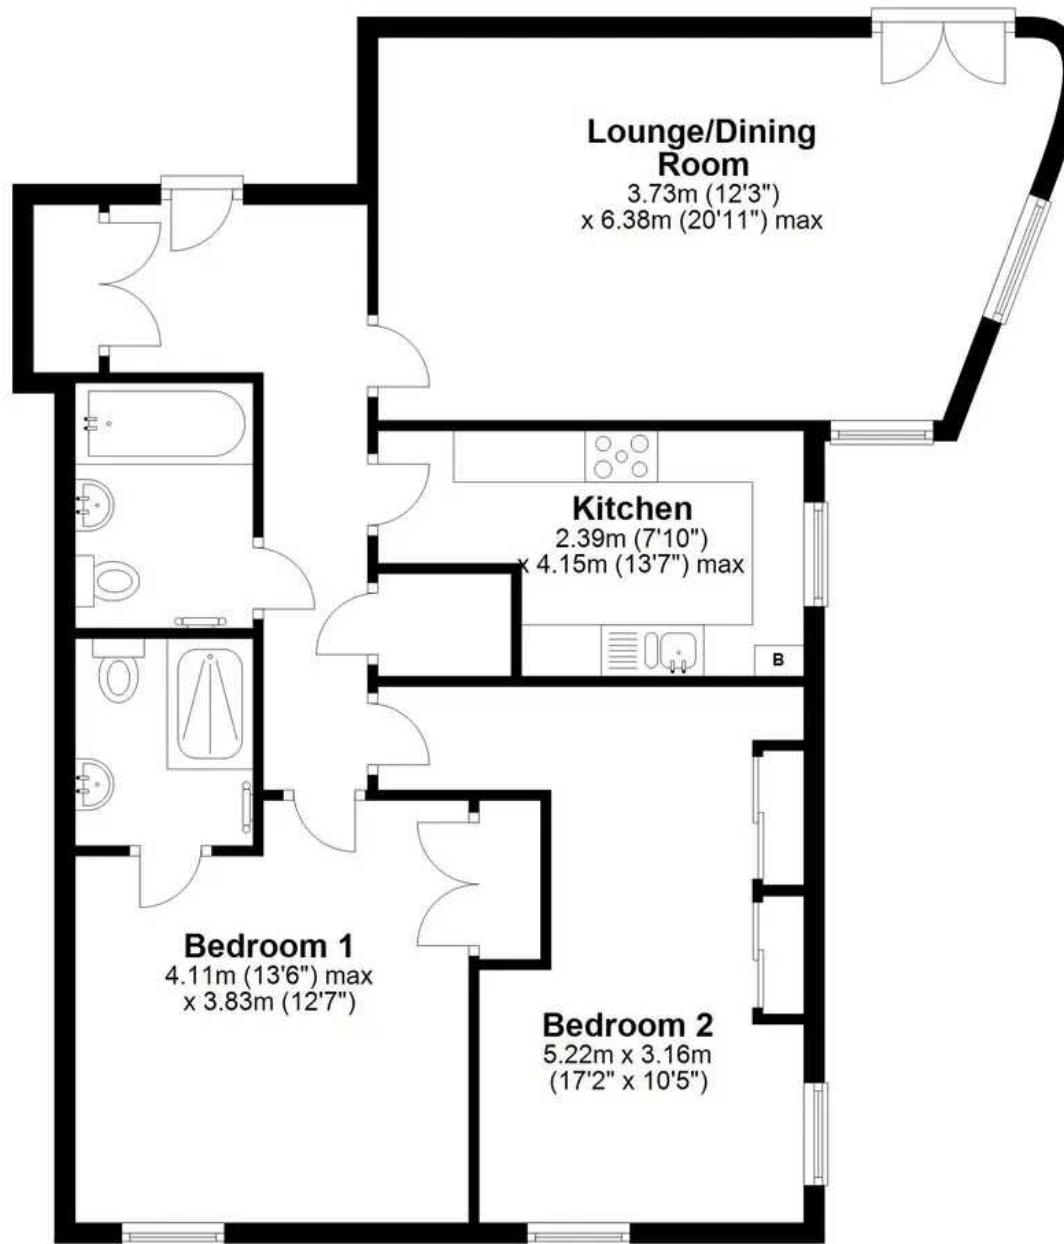 Lounge/Dining
Room
3.73m (12'3")
x 6.38m (20'11") max
Kitchen
2.39m (7'10")
x 4.15m (13'7") max
B
Bedroom 1
4.11m (13'6") max
x 3.83m (12'7")
Bedroom 2
5.22m x 3.16m
(17'2" x 10'5")